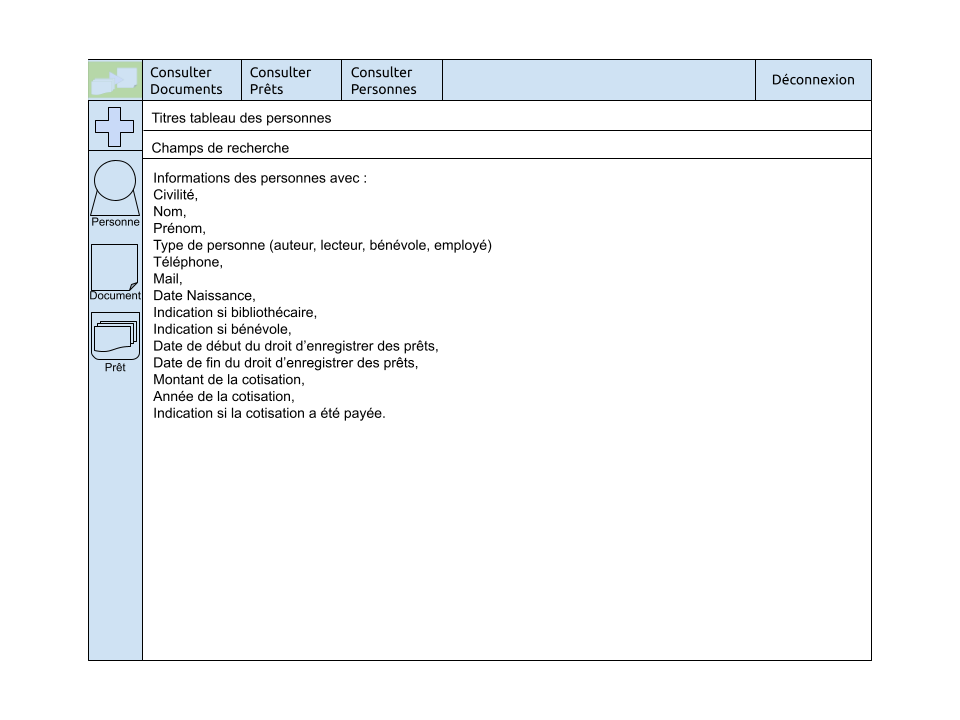 Consulter
Documents
Consulter
Prêts
Consulter
Personnes
Déconnexion
Titres tableau des personnes
Champs de recherche
Personne
Document
Prêt
Informations des personnes avec :
Civilité,
Nom,
Prénom,
Type de personne (auteur, lecteur, bénévole, employé)
Téléphone,
Mail,
Date Naissance,
Indication si bibliothécaire,
Indication si bénévole,
Date de début du droit d’enregistrer des prêts,
Date de fin du droit d’enregistrer des prêts,
Montant de la cotisation,
Année de la cotisation,
Indication si la cotisation a été payée.